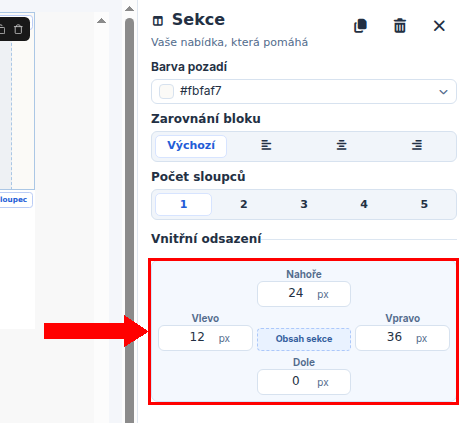 Sekce
Vaše nabídka, která pomáhá
Barva pozadí
#fbfaf7
Zarovnání bloku
Výchozí
Počet sloupců
1 2 3 4 5
loupec
Vnitřní odsazení
Nahoře
24 px
Vlevo
12 px
Obsah sekce
Vpravo
36 px
Dole
0 px